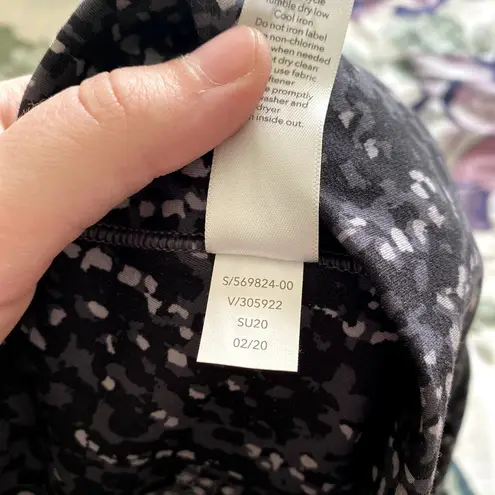 tumble dry low
Cool iron
Do not iron label
non-chlorine
when needed
dry clean
use fabric
promptly
washer and
dryer
inside out.
S/569824-00
V/305922
SU20
02/20